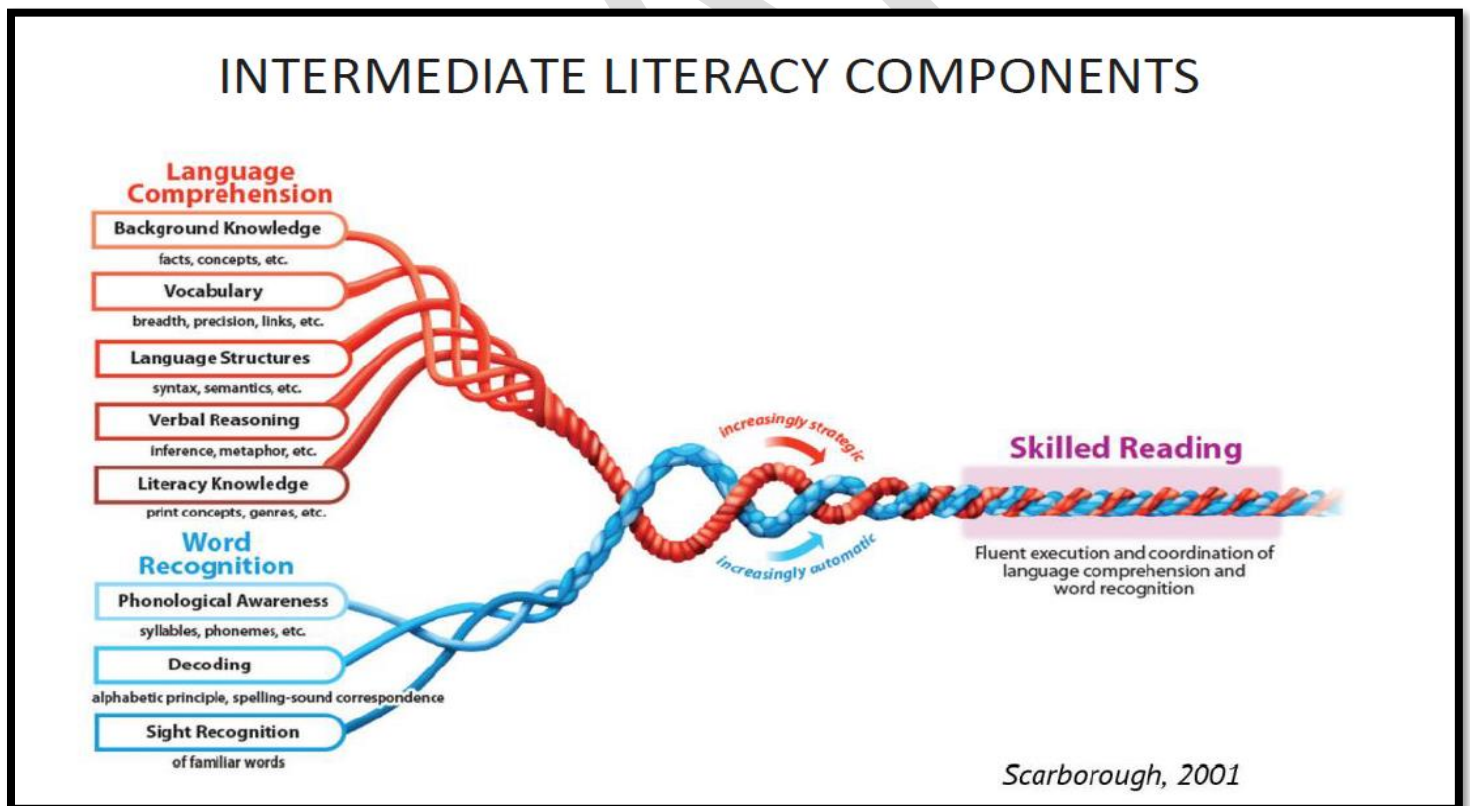 INTERMEDIATE LITERACY COMPONENTS
Language
Comprehension
Background Knowledge
facts, concepts, etc.
Vocabulary
breadth, precision, links, etc.
Language Structures
syntax, semantics, etc.
Verbal Reasoning
inference, metaphor, etc.
Literacy Knowledge
print concepts, genres, etc.
Word
Recognition
Phonological Awareness
syllables, phonemes, etc.
Decoding
alphabetic principle, spelling-sound correspondence
Sight Recognition
of familiar words
increasingly strategic
increasingly automatic
Skilled Reading
Fluent execution and coordination of
language comprehension and
word recognition
Scarborough, 2001